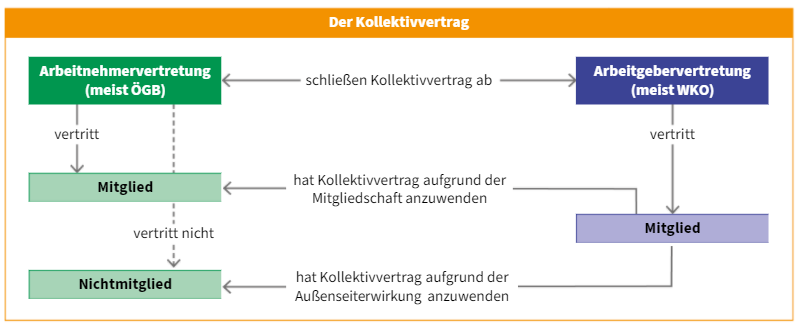 Der Kollektivvertrag
Arbeitnehmervertretung
(meist ÖGB)
schließen Kollektivvertrag ab
Arbeitgebervertretung
(meist WKO)
vertritt
vertritt
Mitglied
hat Kollektivvertrag aufgrund der
Mitgliedschaft anzuwenden
Mitglied
vertritt nicht
Nichtmitglied
hat Kollektivvertrag aufgrund der
Außenseiterwirkung anzuwenden